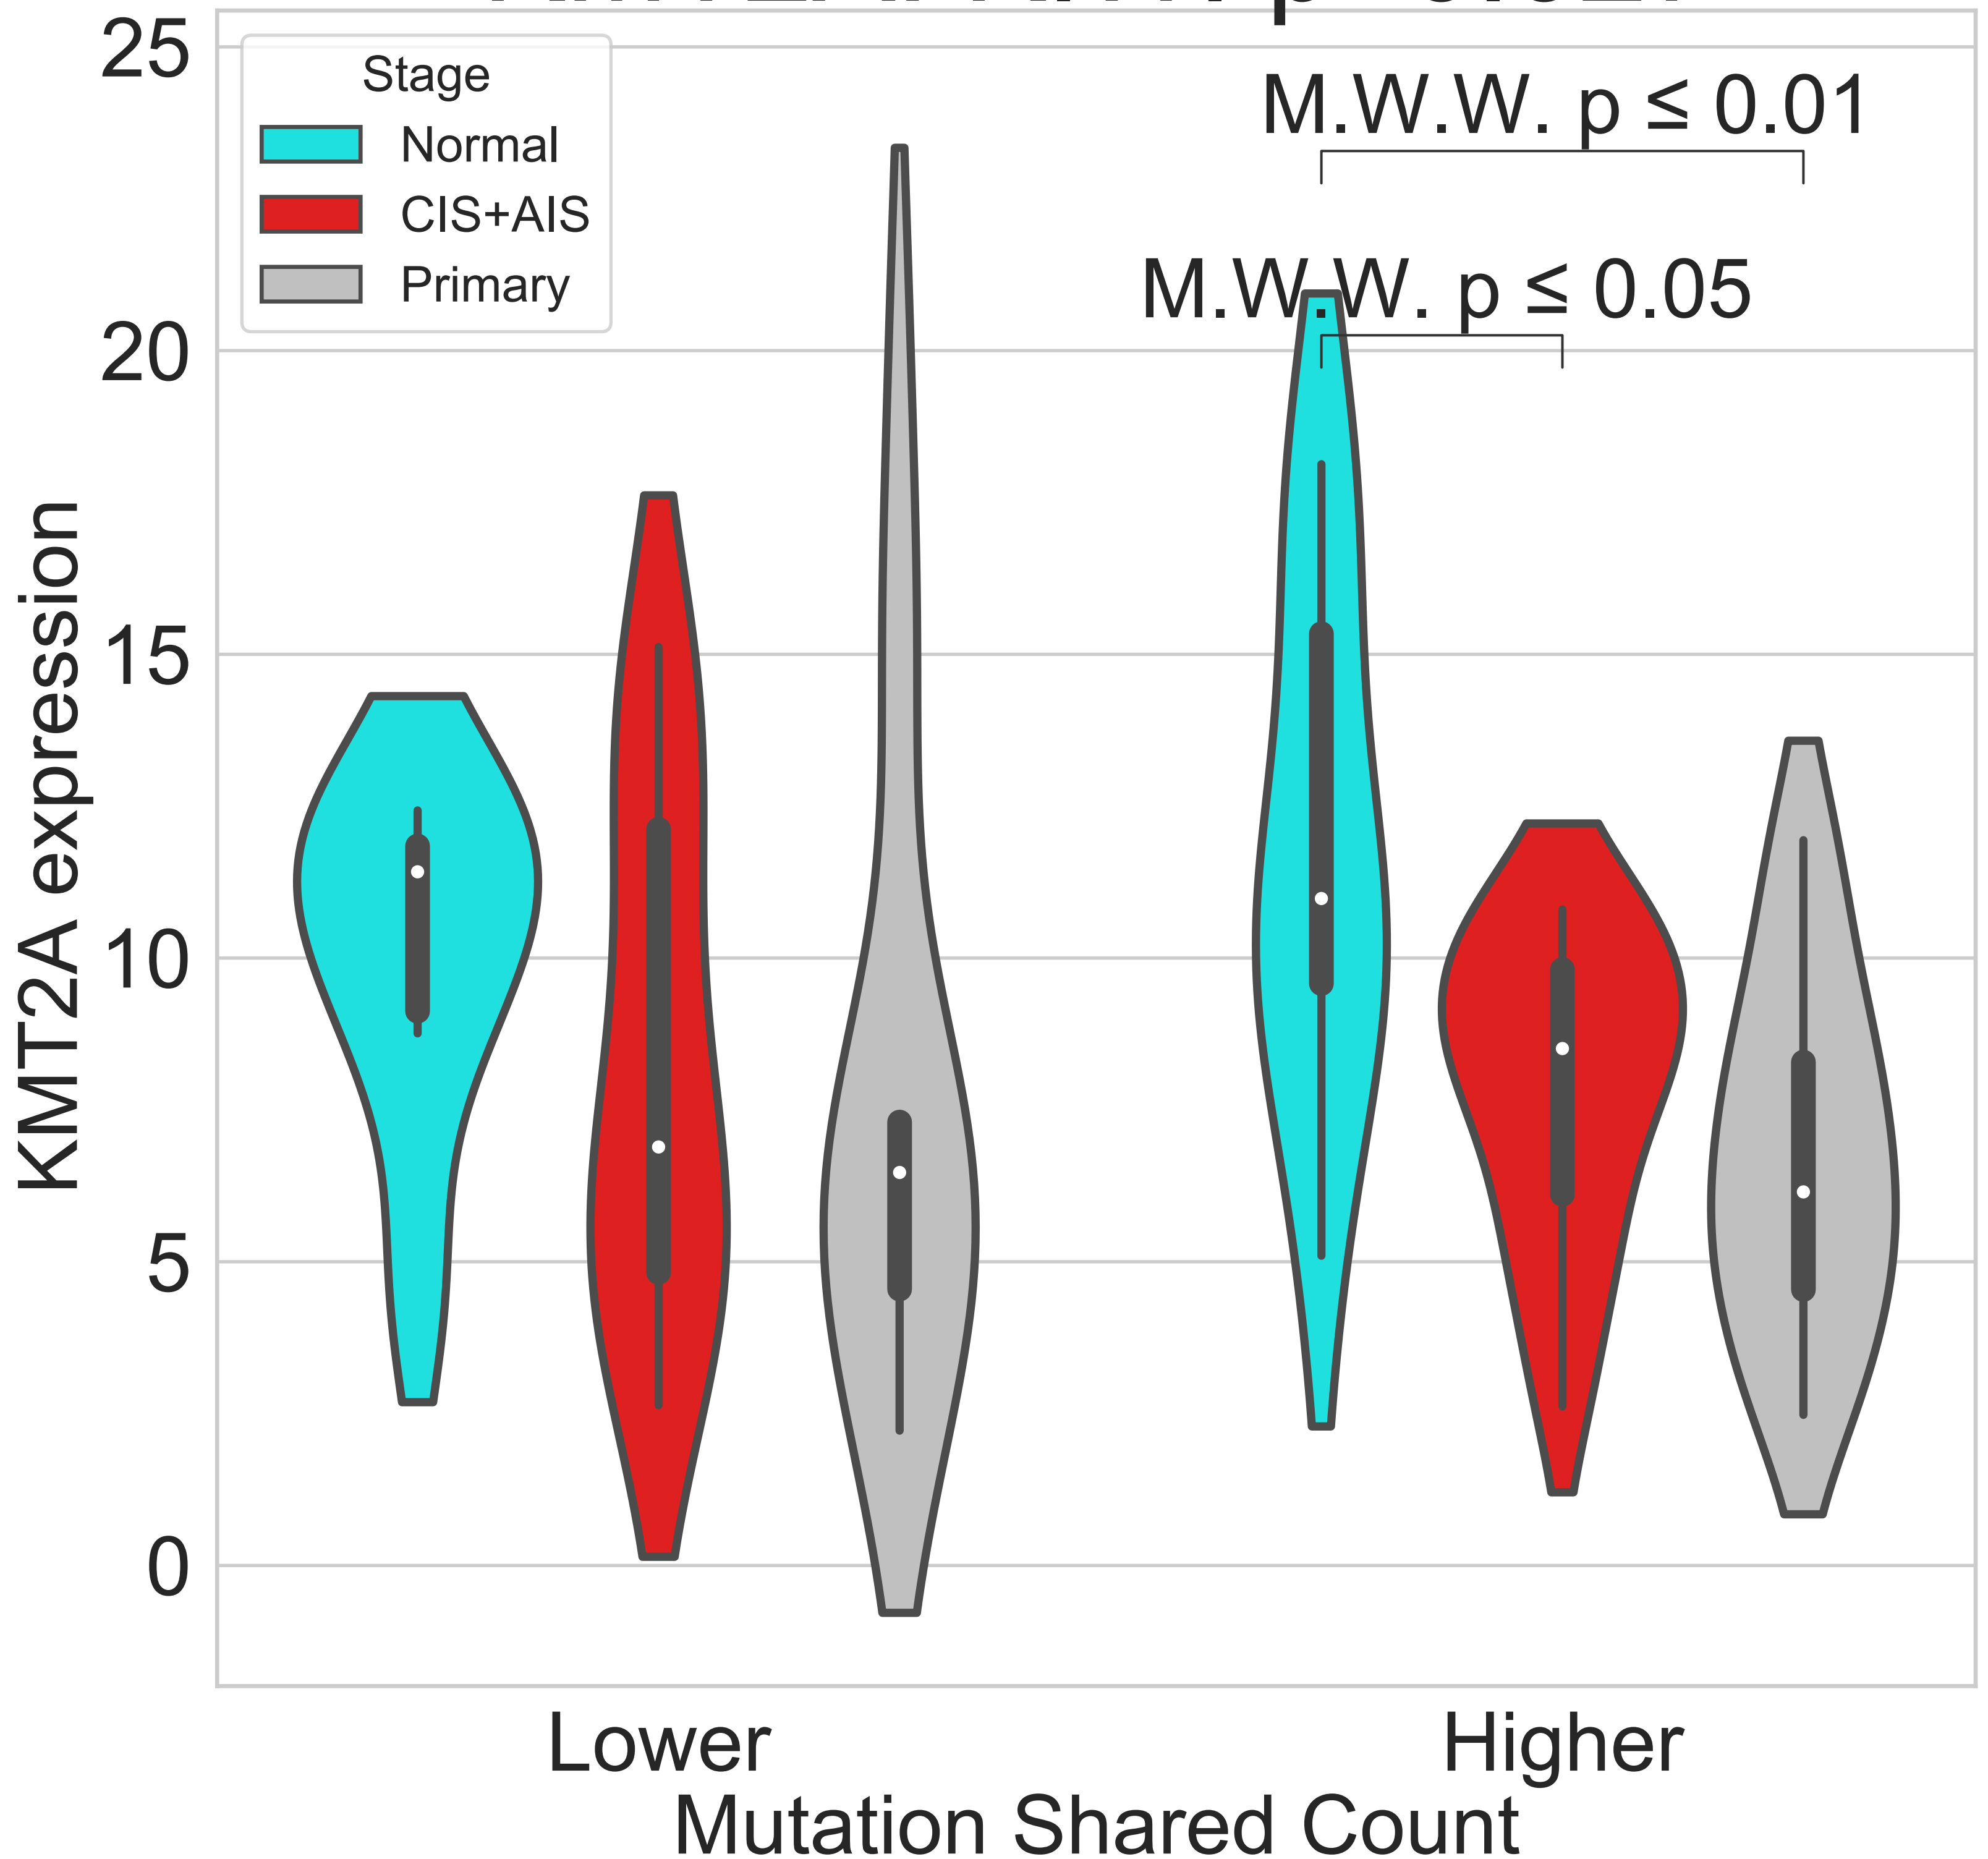 25
20
15
10
5
0
KMT2A expression
Stage
Normal
CIS+AIS
Primary
M.W.W. p ≤ 0.01
M.W.W. p ≤ 0.05
Lower
Higher
Mutation Shared Count